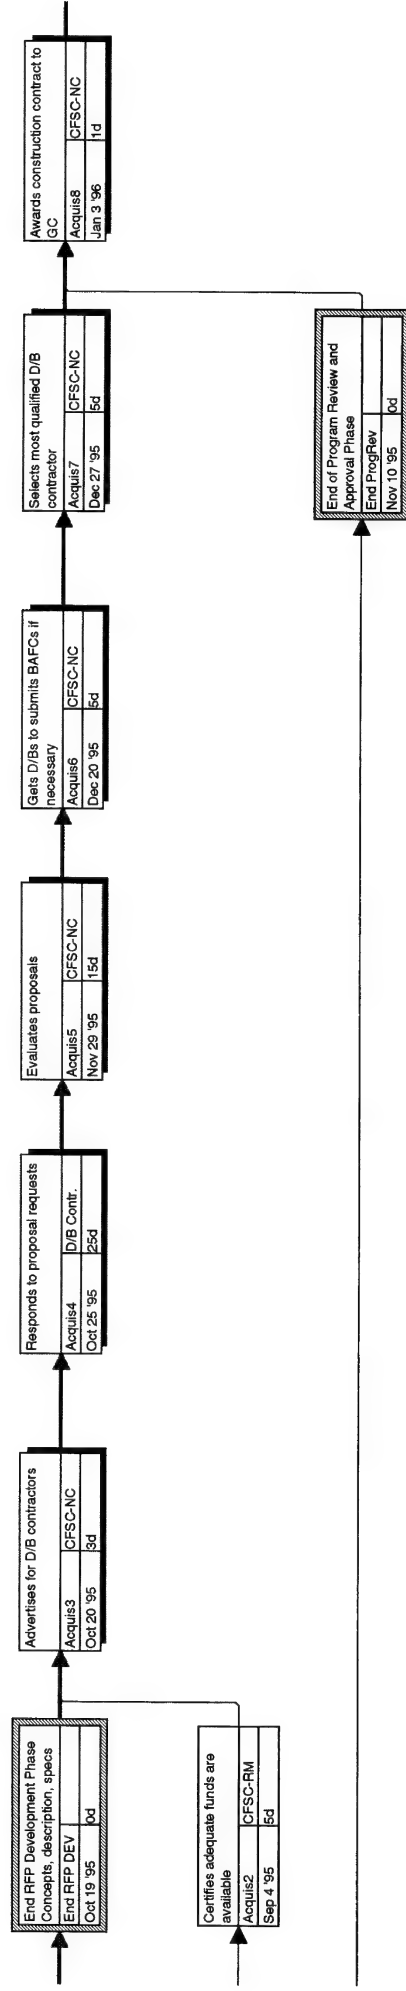 End RFP Development Phase
Concepts, description, specs
End RFP DEV
Oct 19 '95 0d
Advertises for D/B contractors
Acquis3 CFSC-NC
Oct 20 '95 3d
Responds to proposal requests
Acquis4 D/B Contr.
Oct 25 '95 25d
Evaluates proposals
Acquis5 CFSC-NC
Nov 29 '95 15d
Gets D/Bs to submits BAFCs if
necessary
Acquis6 CFSC-NC
Dec 20 '95 5d
Selects most qualified D/B
contractor
Acquis7 CFSC-NC
Dec 27 '95 5d
Awards construction contract to
GC
Acquis8 CFSC-NC
Jan 3 '96 1d
Certifies adequate funds are
available
Acquis2 CFSC-RM
Sep 4 '95 5d
End of Program Review and
Approval Phase
End ProgRev
Nov 10 '95 0d